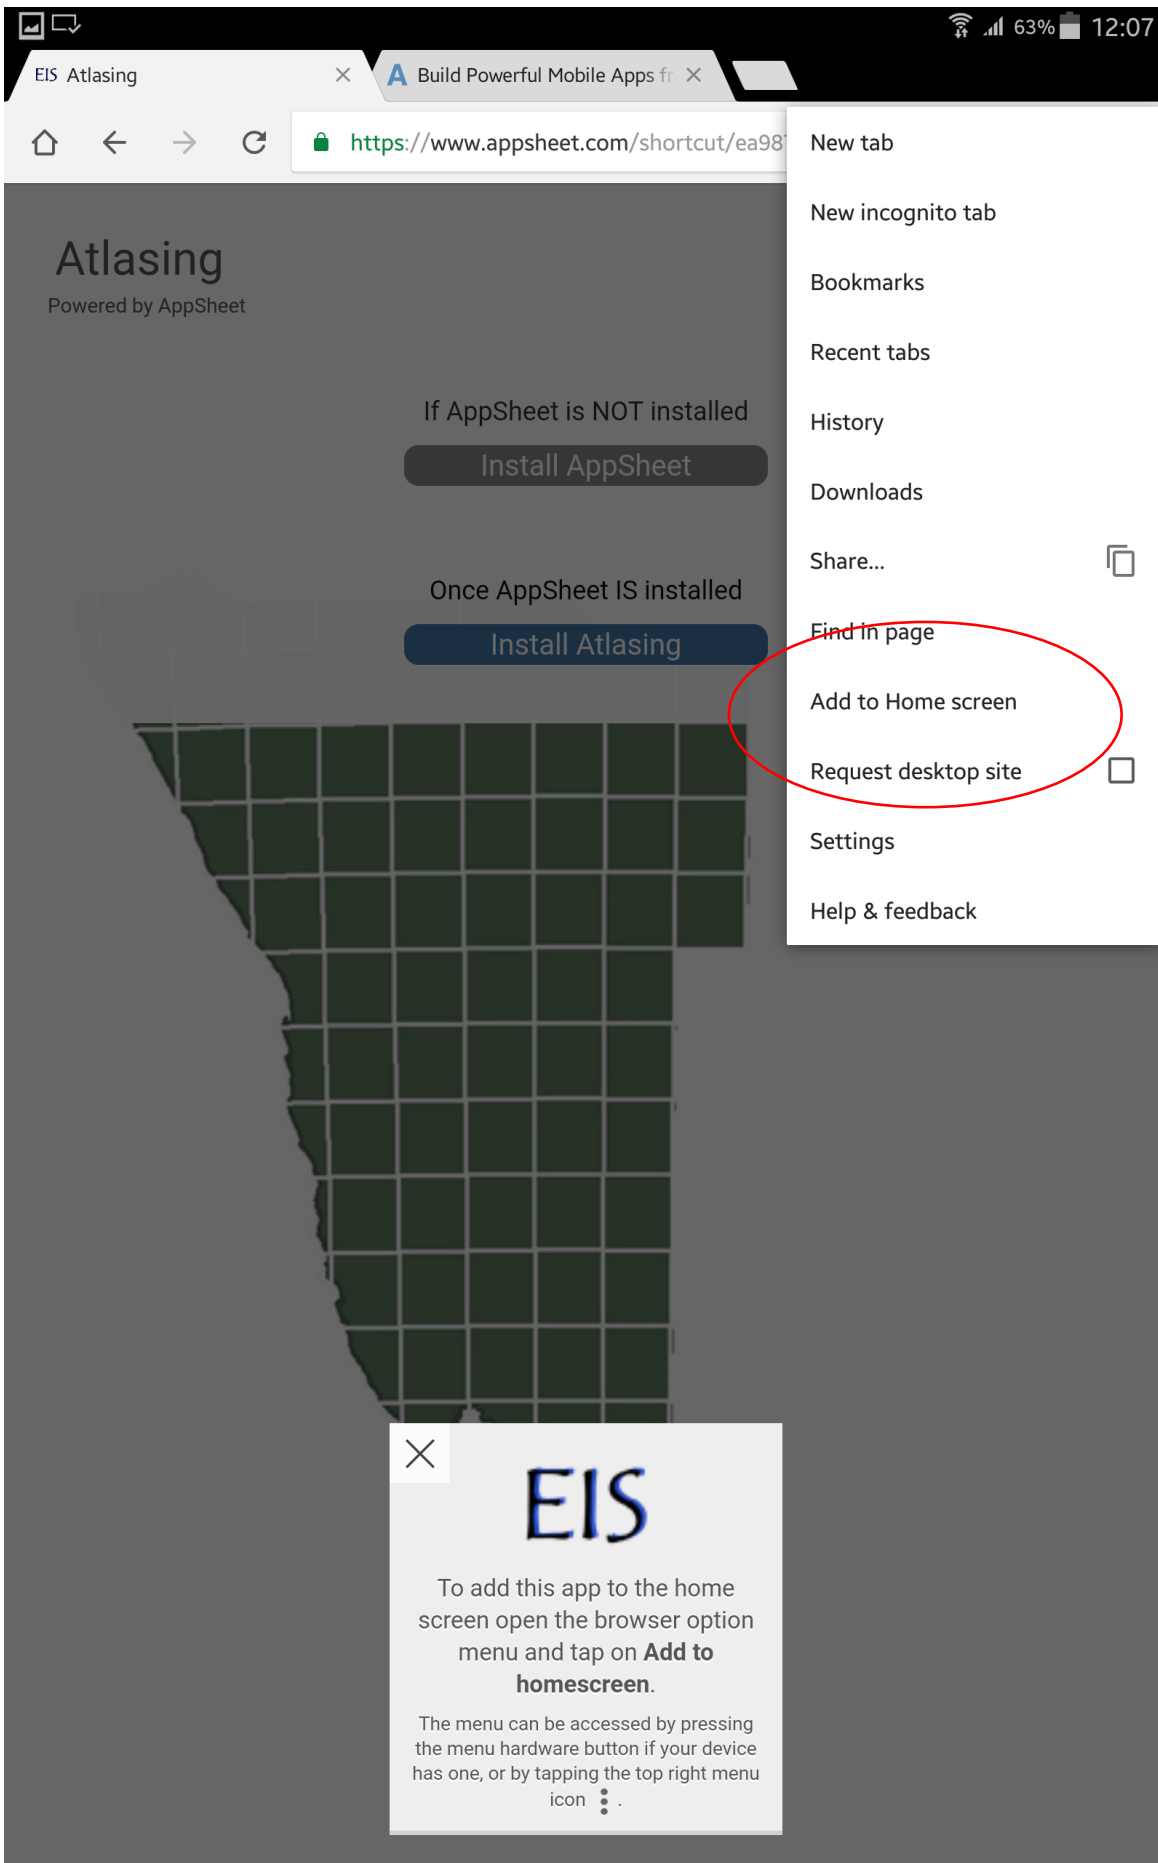 63% 12:07
EIS Atlasing
A Build Powerful Mobile Apps fr
https://www.appsheet.com/shortcut/ea98
New tab
New incognito tab
Bookmarks
Recent tabs
History
Downloads
Share...
Find in page
Add to Home screen
Request desktop site
Settings
Help & feedback
Atlasing
Powered by AppSheet
If AppSheet is NOT installed
Install AppSheet
Once AppSheet IS installed
Install Atlasing
EIS
To add this app to the home
screen open the browser option
menu and tap on Add to
homescreen.
The menu can be accessed by pressing
the menu hardware button if your device
has one, or by tapping the top right menu
icon .